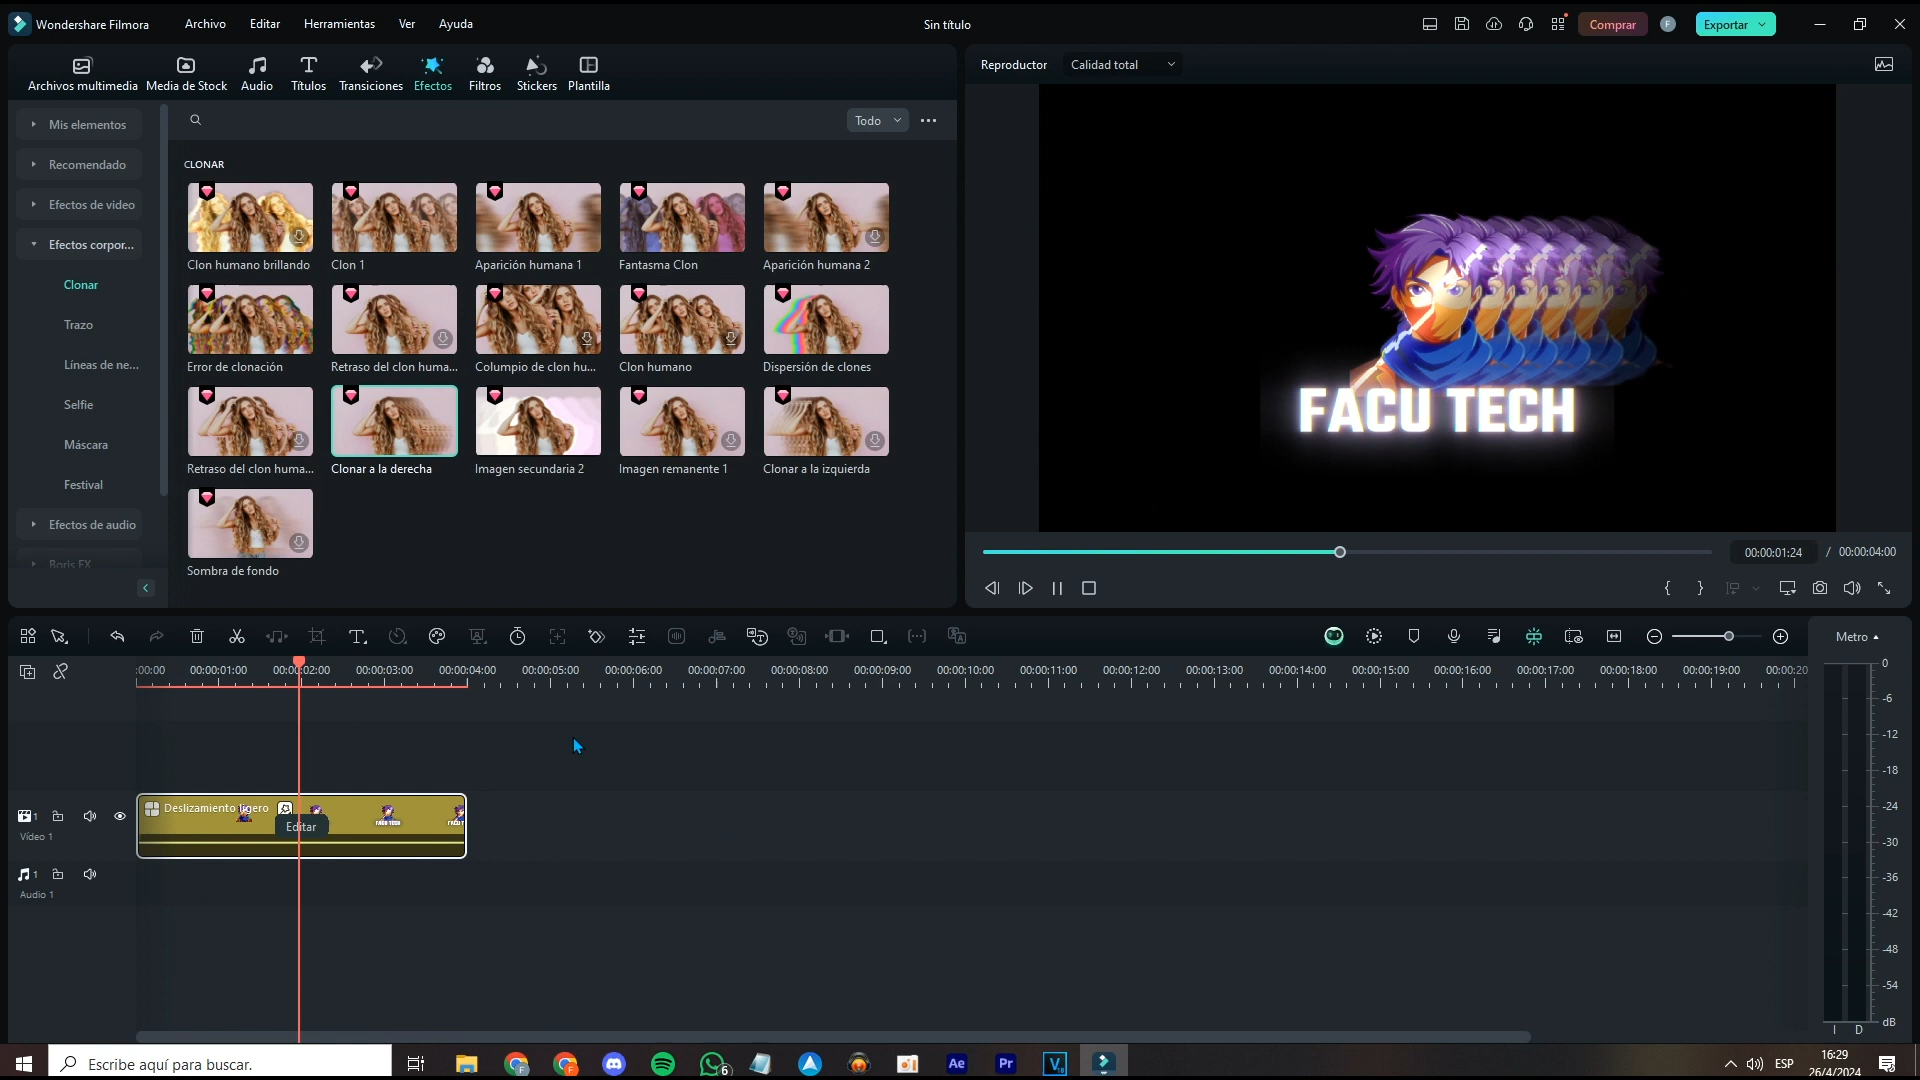 Wondershare Filmora
Archivo
Editar
Herramientas
Ver
Ayuda
Sin título
Comprar
F
Exportar
Archivos multimedia
Media de Stock
Audio
Títulos
Transiciones
Efectos
Filtros
Stickers
Plantilla
Reproductor
Calidad total
Mis elementos
Recomendado
Efectos de video
Efectos corpor...
Clonar
Trazo
Líneas de ne...
Selfie
Máscara
Festival
Efectos de audio
Boris FX
Todo
CLONAR
Clon humano brillando
Clon 1
Aparición humana 1
Fantasma Clon
Aparición humana 2
Error de clonación
Retraso del clon huma...
Columpio de clon hu...
Clon humano
Dispersión de clones
Retraso del clon huma...
Clonar a la derecha
Imagen secundaria 2
Imagen remanente 1
Clonar a la izquierda
Sombra de fondo
FACU TECH
00:00:01:24 / 00:00:04:00
Metro
:00:00
00:00:01:00
00:00:02:00
00:00:03:00
00:00:04:00
00:00:05:00
00:00:06:00
00:00:07:00
00:00:08:00
00:00:09:00
00:00:10:00
00:00:11:00
00:00:12:00
00:00:13:00
00:00:14:00
00:00:15:00
00:00:16:00
00:00:17:00
00:00:18:00
00:00:19:00
00:00:20
0
-6
-12
-18
-24
-30
-36
-42
-48
-54
dB
I D
Deslizamiento ligero
Editar
1
Vídeo 1
1
Audio 1
Escribe aquí para buscar.
6
Ae
Pr
V
ESP
16:29
26/4/2024